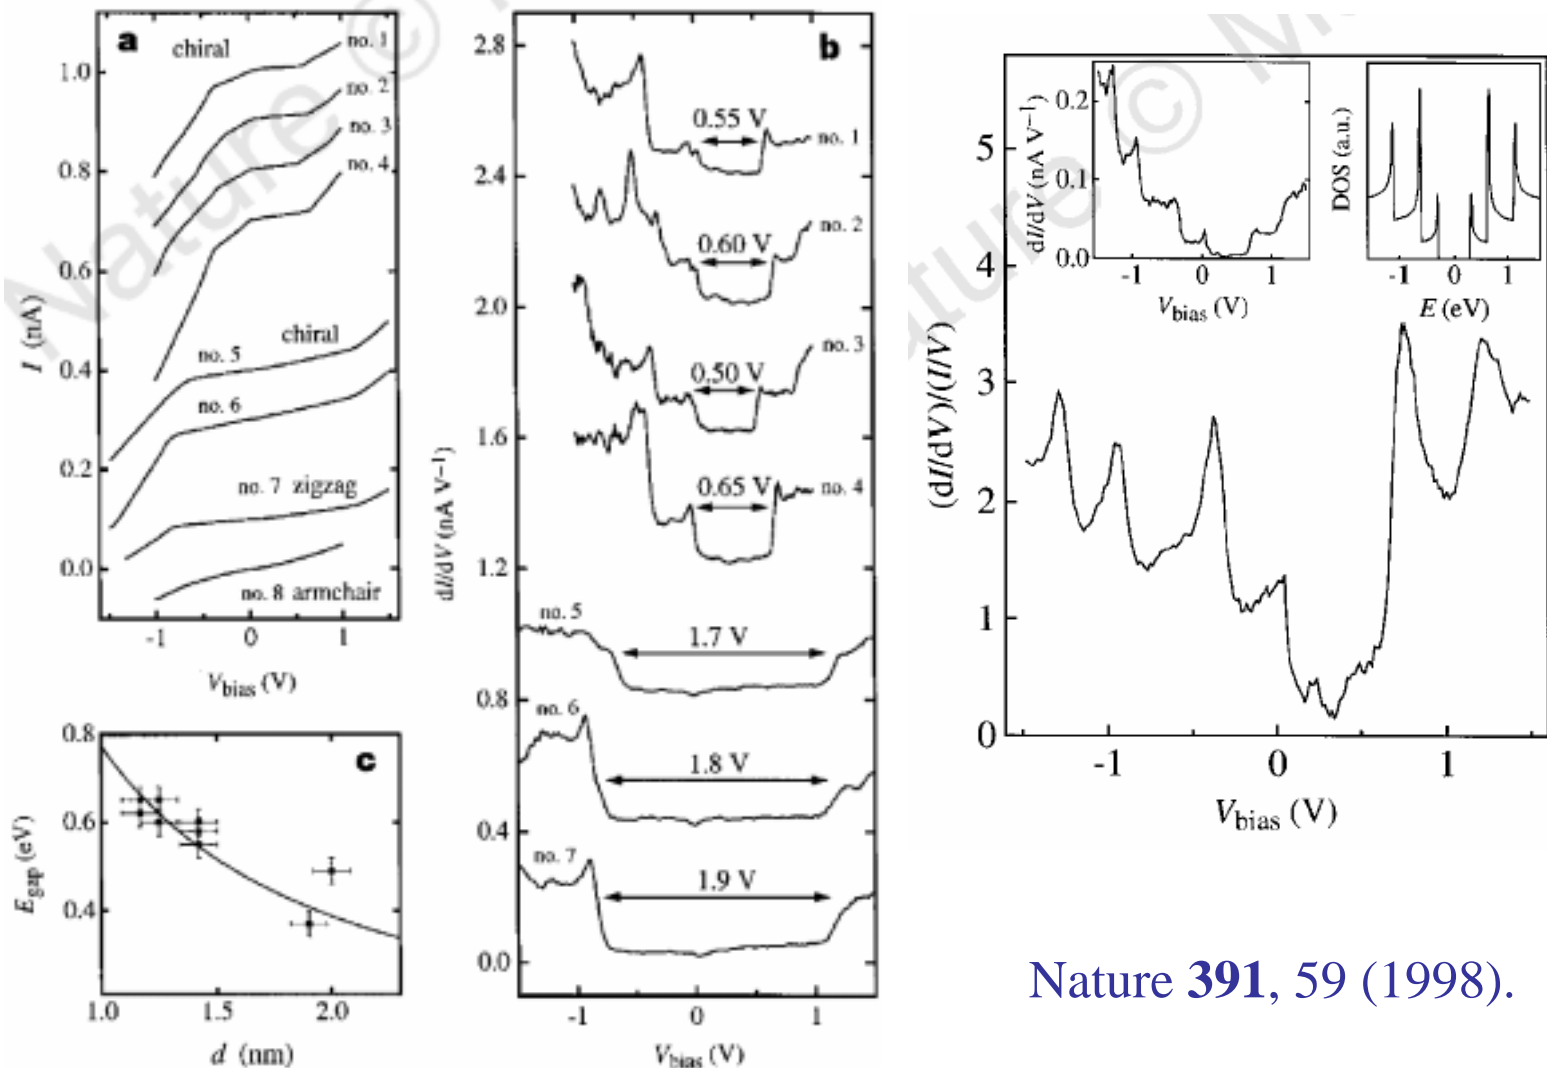 a
chiral
no. 1
no. 2
no. 3
no. 4
1.0
0.8
0.6
0.4
0.2
0.0
I (nA)
chiral
no. 5
no. 6
no. 7 zigzag
no. 8 armchair
-1 0 1
Vbias (V)
c
0.8
0.6
0.4
Egap (eV)
1.0 1.5 2.0
d (nm)
b
2.8
2.4
2.0
1.6
1.2
0.8
0.4
0.0
dI/dV (nA V−1)
0.55 V
no. 1
0.60 V
no. 2
0.50 V
no. 3
0.65 V
no. 4
no. 5
1.7 V
no. 6
1.8 V
no. 7
1.9 V
-1 0 1
Vbias (V)
5
4
3
2
1
0
(dI/dV)/(I/V)
dI/dV (nA V−1)
0.2
0.1
0.0
-1 0 1
Vbias (V)
DOS (a.u.)
-1 0 1
E (eV)
-1 0 1
Vbias (V)
Nature © M
Nature © M
Nature 391, 59 (1998).